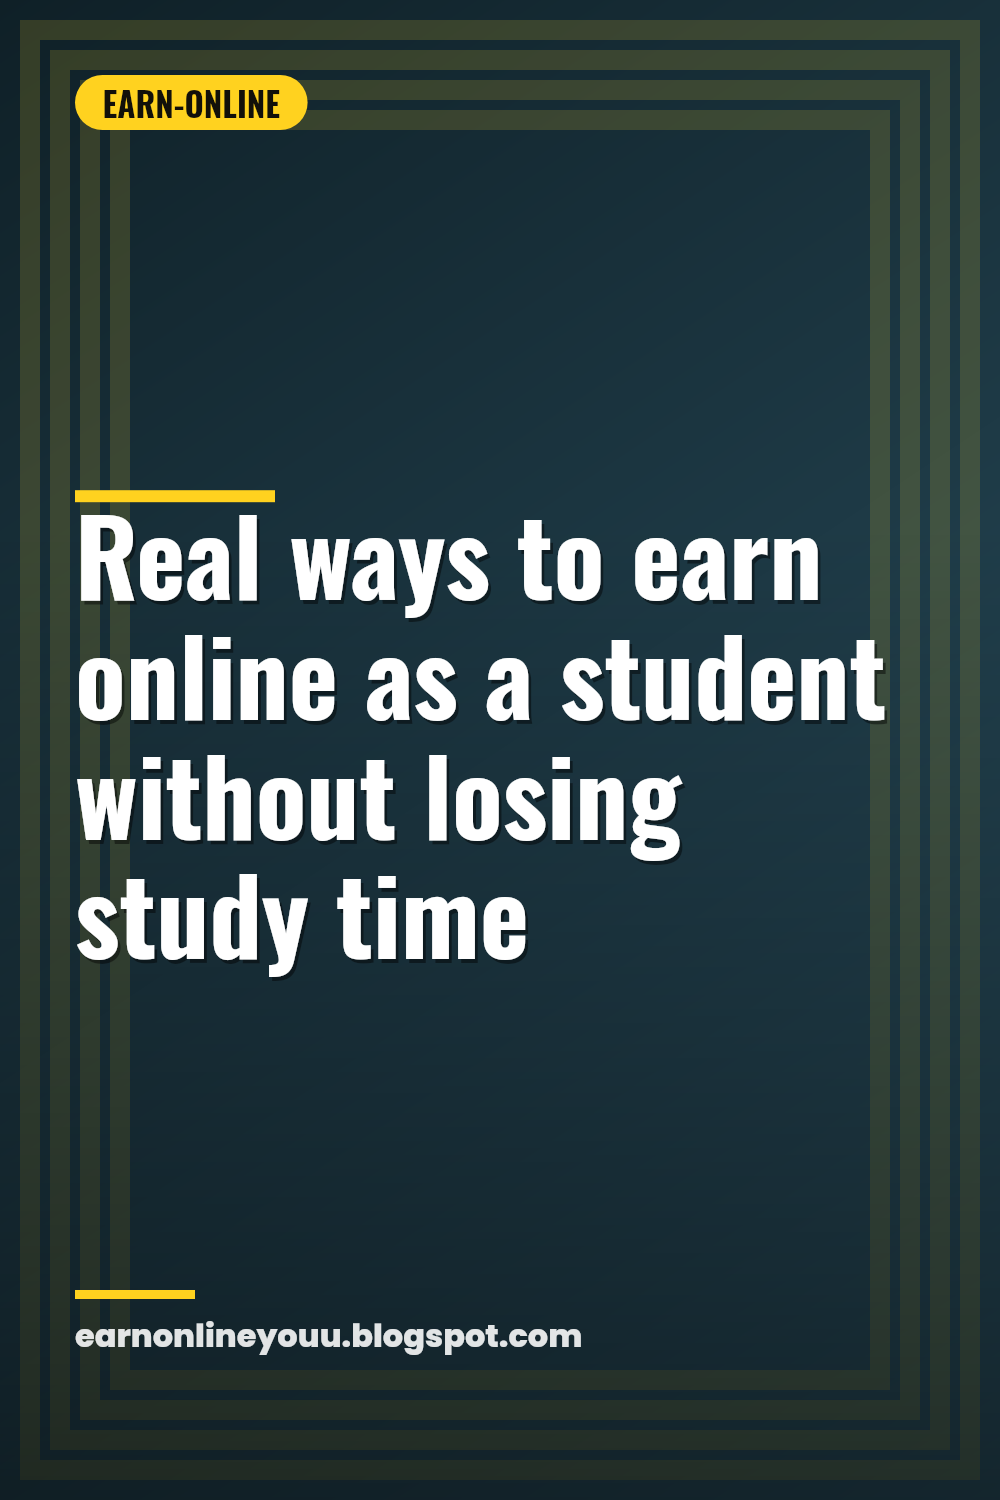 EARN-ONLINE
Real ways to earn
online as a student
without losing
study time
earnonlineyouu.blogspot.com